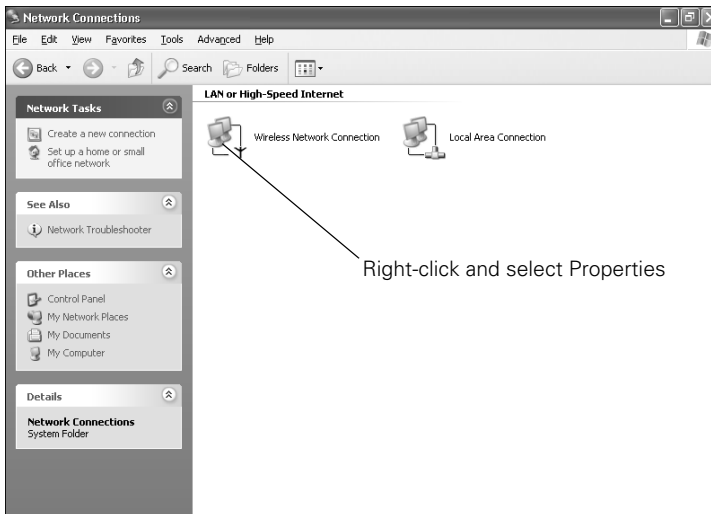 Network Connections
File Edit View Favorites Tools Advanced Help
Back Search Folders
LAN or High-Speed Internet
Network Tasks
Create a new connection
Set up a home or small
office network
Wireless Network Connection
Local Area Connection
See Also
Network Troubleshooter
Right-click and select Properties
Other Places
Control Panel
My Network Places
My Documents
My Computer
Details
Network Connections
System Folder